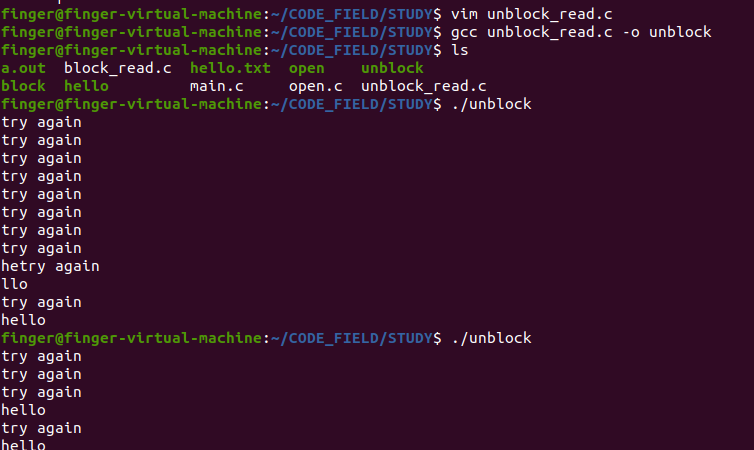 finger@finger-virtual-machine:~/CODE_FIELD/STUDY$ vim unblock_read.c
finger@finger-virtual-machine:~/CODE_FIELD/STUDY$ gcc unblock_read.c -o unblock
finger@finger-virtual-machine:~/CODE_FIELD/STUDY$ ls
a.out  block_read.c  hello.txt  open    unblock
block  hello         main.c     open.c  unblock_read.c
finger@finger-virtual-machine:~/CODE_FIELD/STUDY$ ./unblock
try again
try again
try again
try again
try again
try again
try again
try again
hetry again
llo
try again
hello
finger@finger-virtual-machine:~/CODE_FIELD/STUDY$ ./unblock
try again
try again
try again
hello
try again
hello